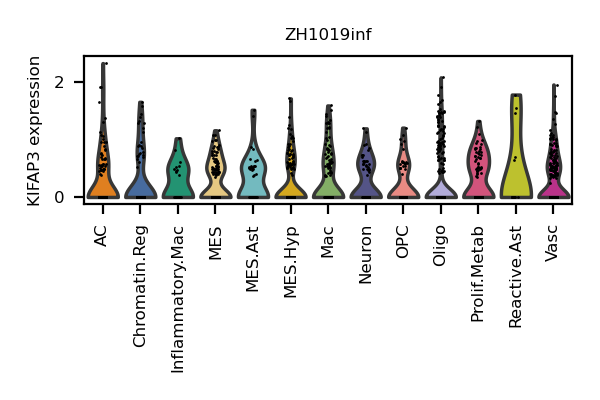 ZH1019inf
KIFAP3 expression
2
0
AC
Chromatin.Reg
Inflammatory.Mac
MES
MES.Ast
MES.Hyp
Mac
Neuron
OPC
Oligo
Prolif.Metab
Reactive.Ast
Vasc